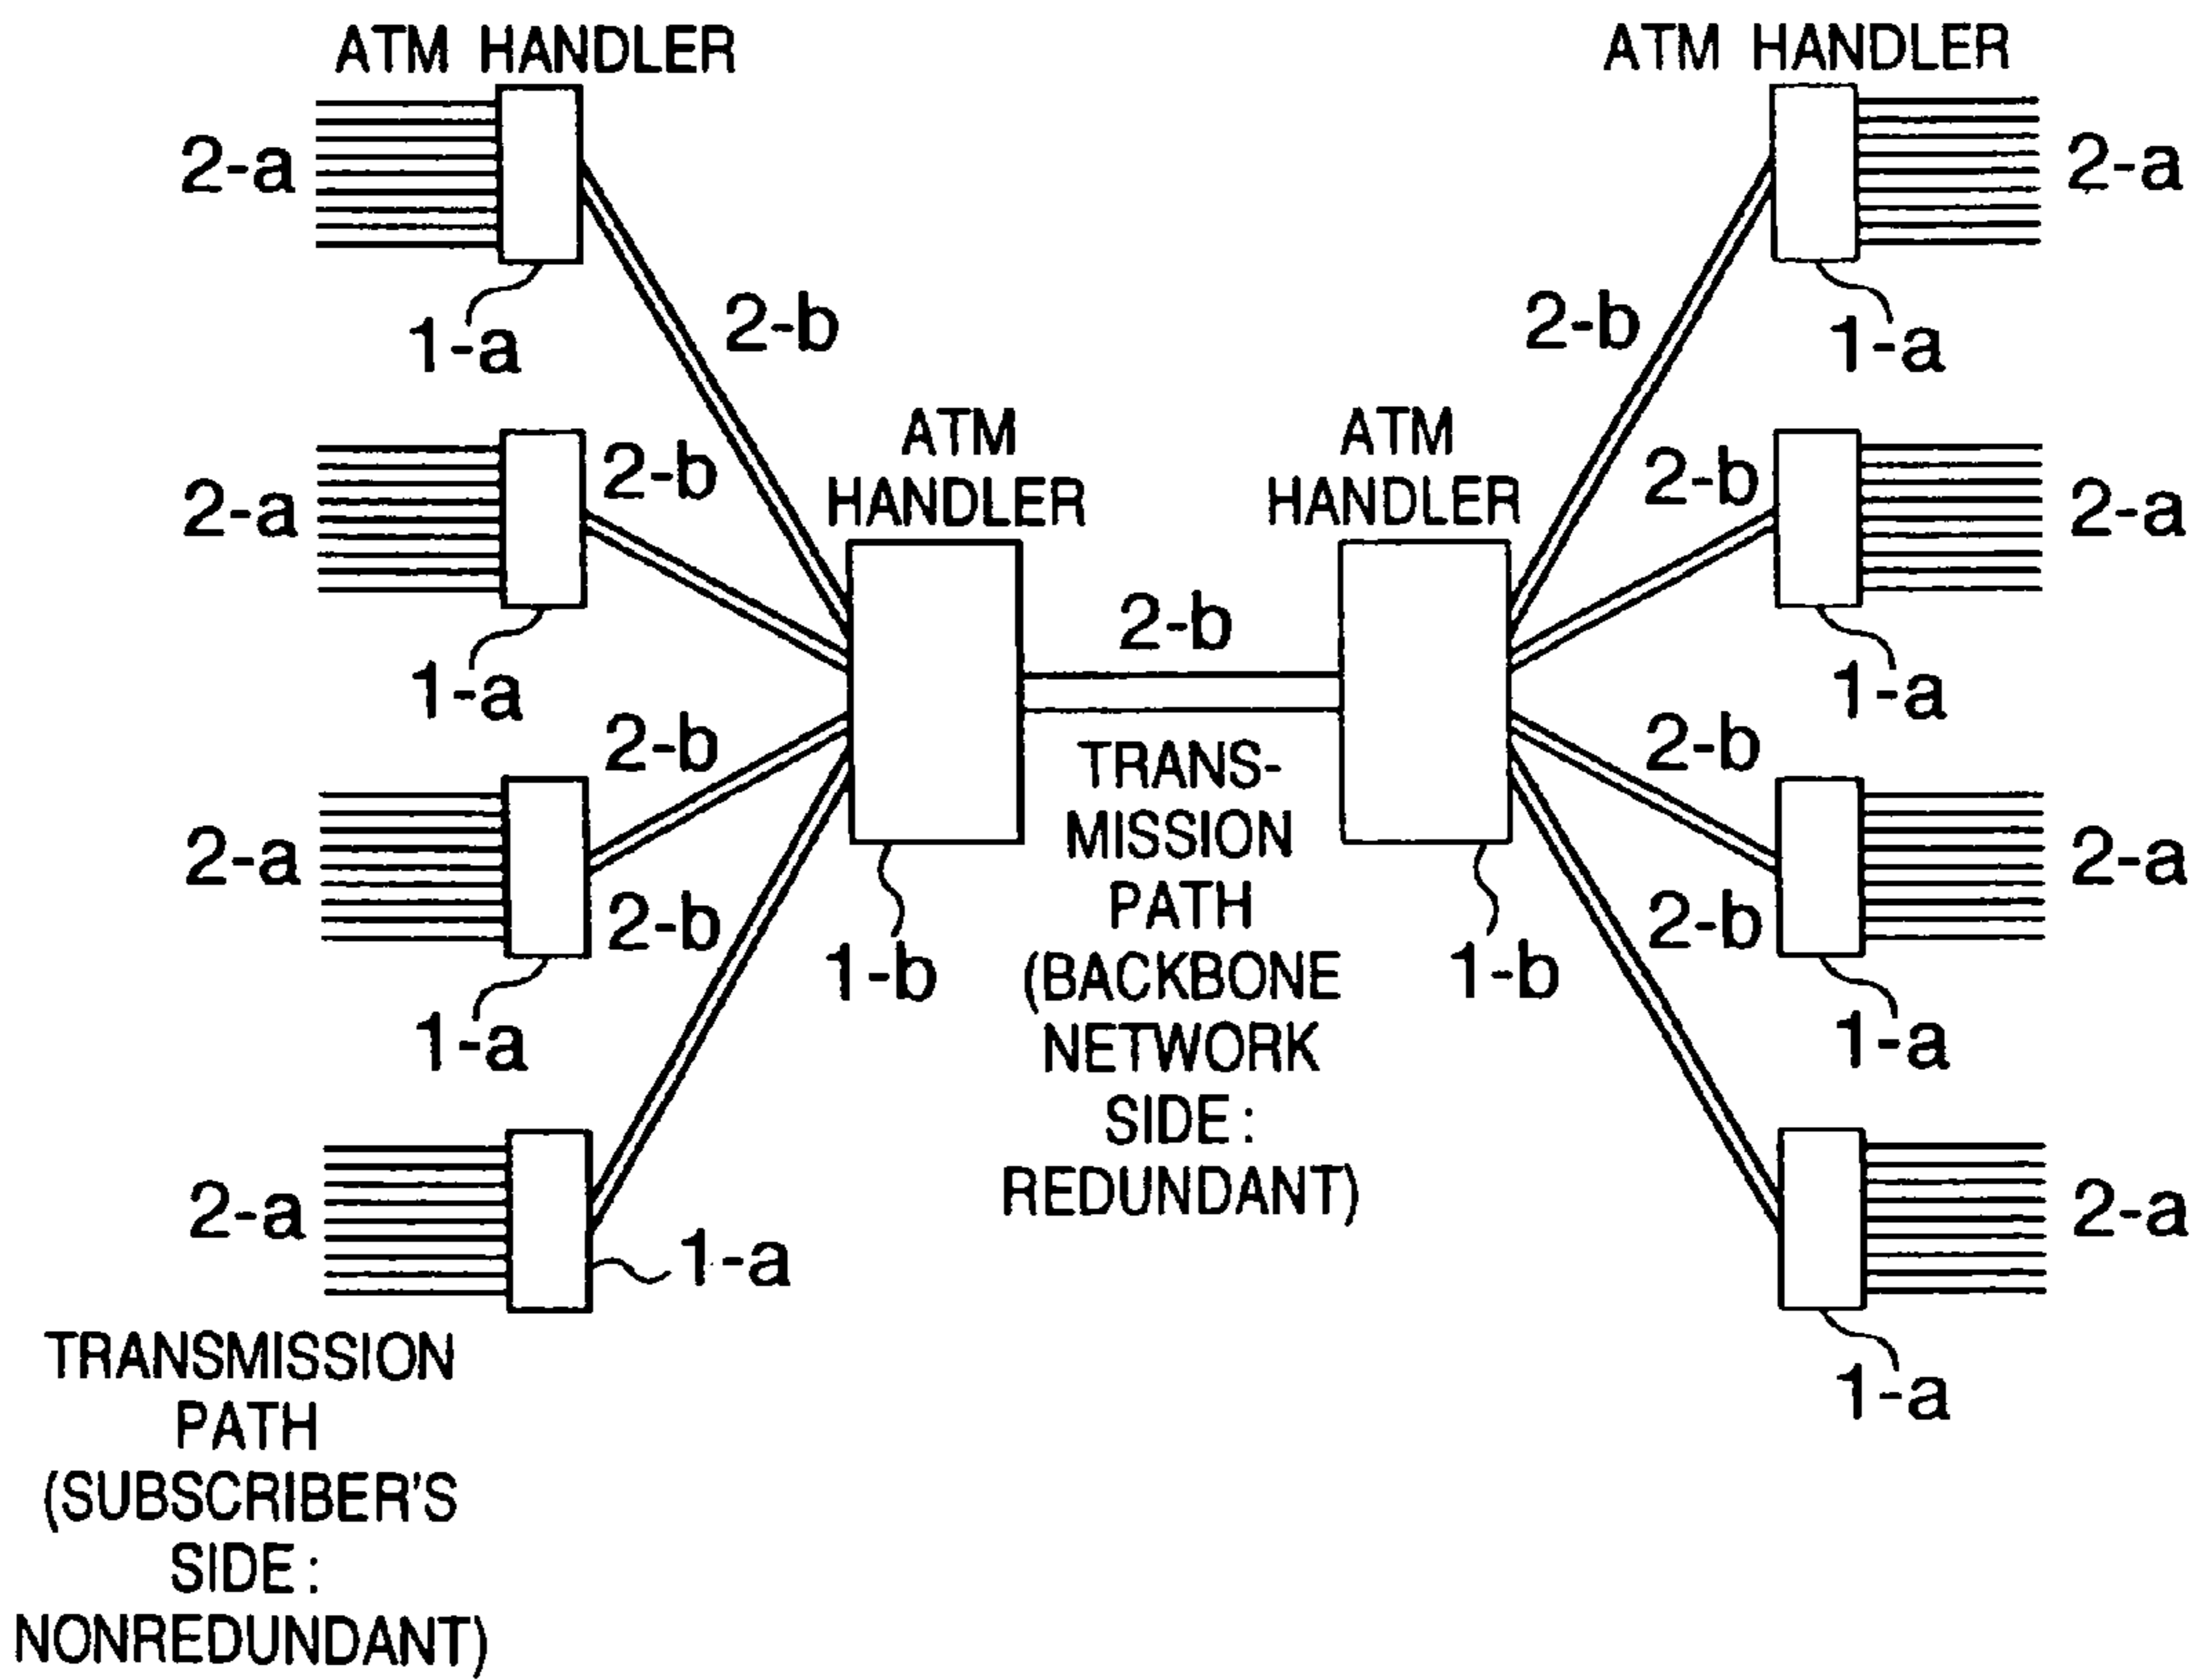 ATM HANDLER
ATM HANDLER
2-a
2-a
2-b
2-b
1-a
1-a
ATM
HANDLER
ATM
HANDLER
2-a
2-b
2-b
2-a
2-b
1-a
1-a
2-b
2-b
TRANS-
MISSION
PATH
(BACKBONE
NETWORK
SIDE :
REDUNDANT)
2-a
2-a
2-b
2-b
1-b
1-b
1-a
1-a
2-a
2-a
1-a
1-a
TRANSMISSION
PATH
(SUBSCRIBER'S
SIDE :
NONREDUNDANT)